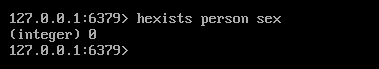 127.0.0.1:6379> hexists person sex
(integer) 0
127.0.0.1:6379>